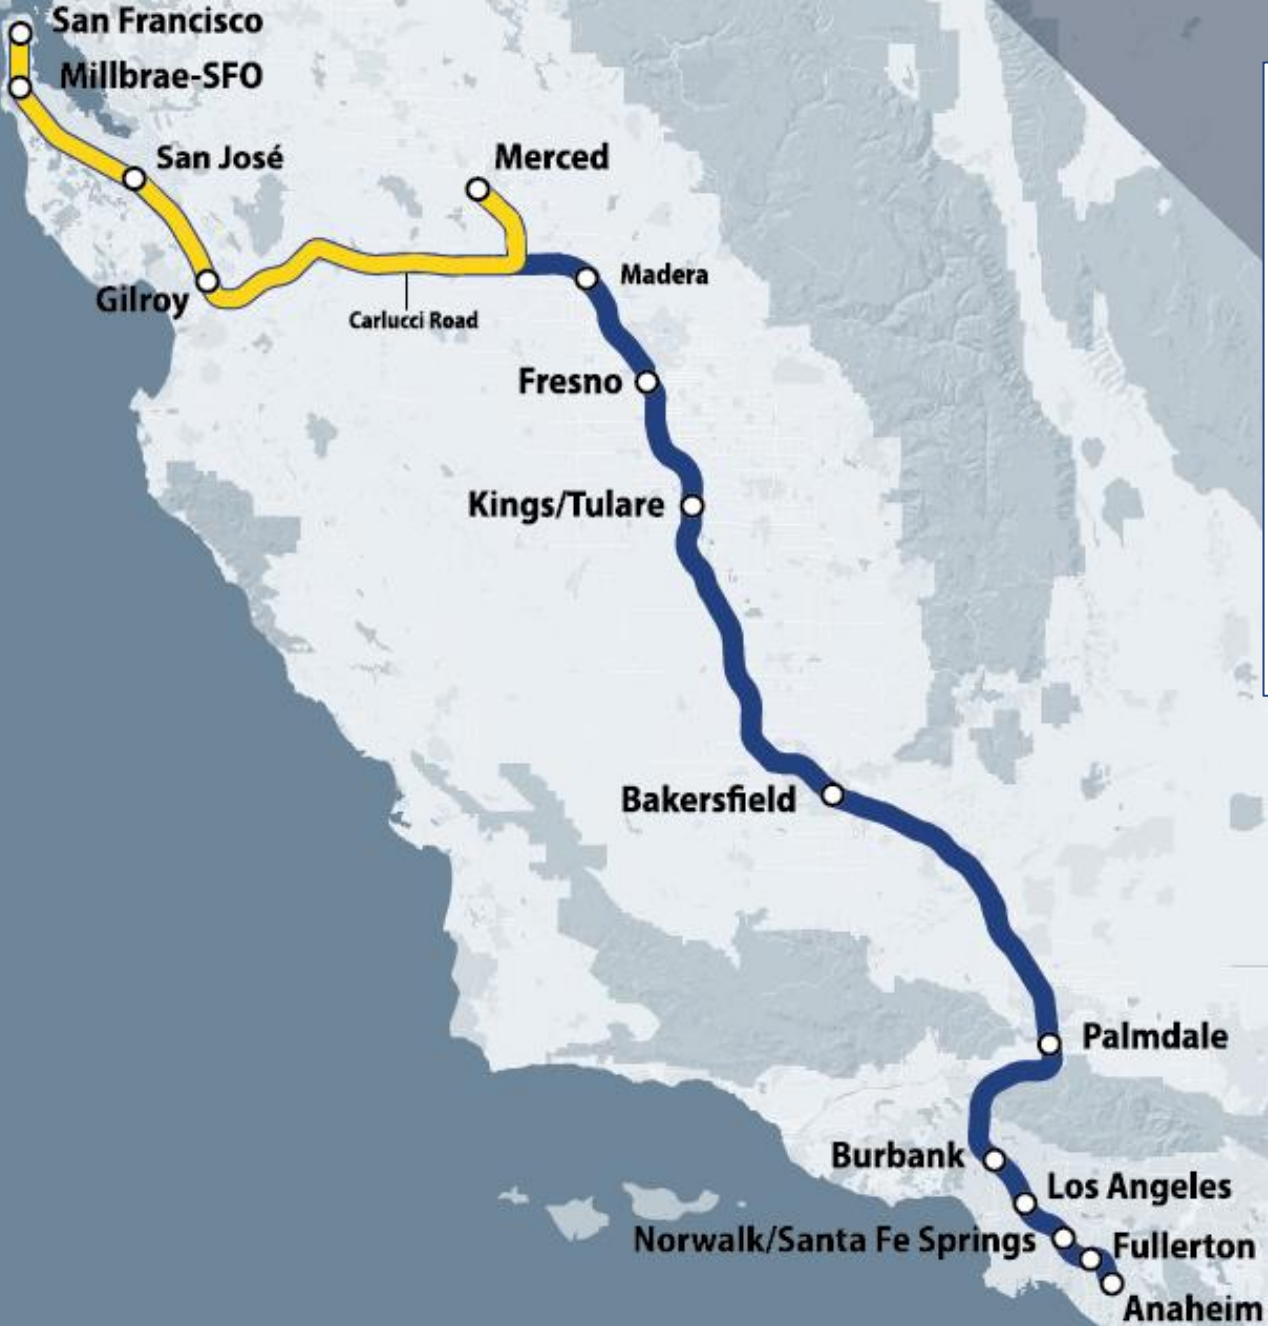 San Francisco
Millbrae-SFO
San José
Merced
Gilroy
Madera
Carlucci Road
Fresno
Kings/Tulare
Bakersfield
Palmdale
Burbank
Los Angeles
Norwalk/Santa Fe Springs
Fullerton
Anaheim